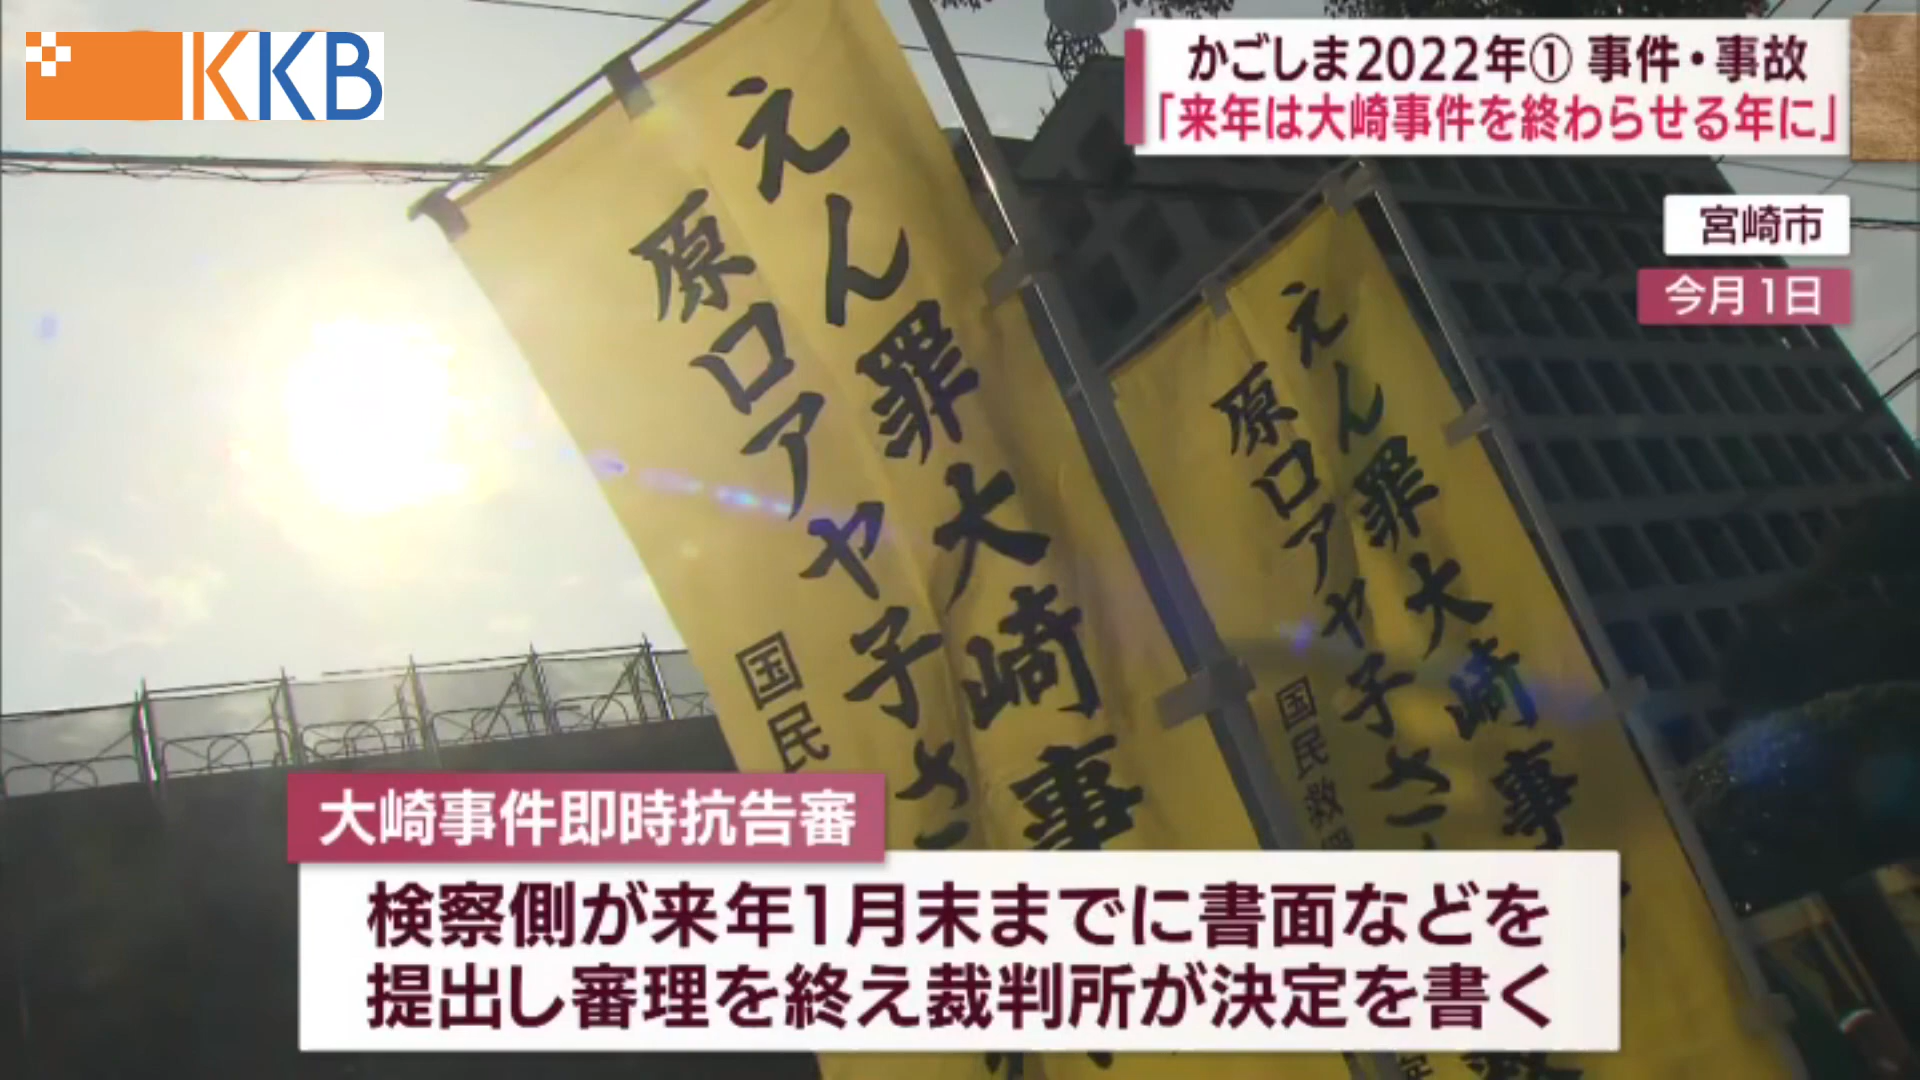 KKB
かごしま2022年① 事件・事故
「来年は大崎事件を終わらせる年に」
宮崎市
今月1日
えん罪大崎事
原口アヤ子さ
国民
えん罪大崎事
原口アヤ子さ
国民救
大崎事件即時抗告審
検察側が来年1月末までに書面などを
提出し審理を終え裁判所が決定を書く